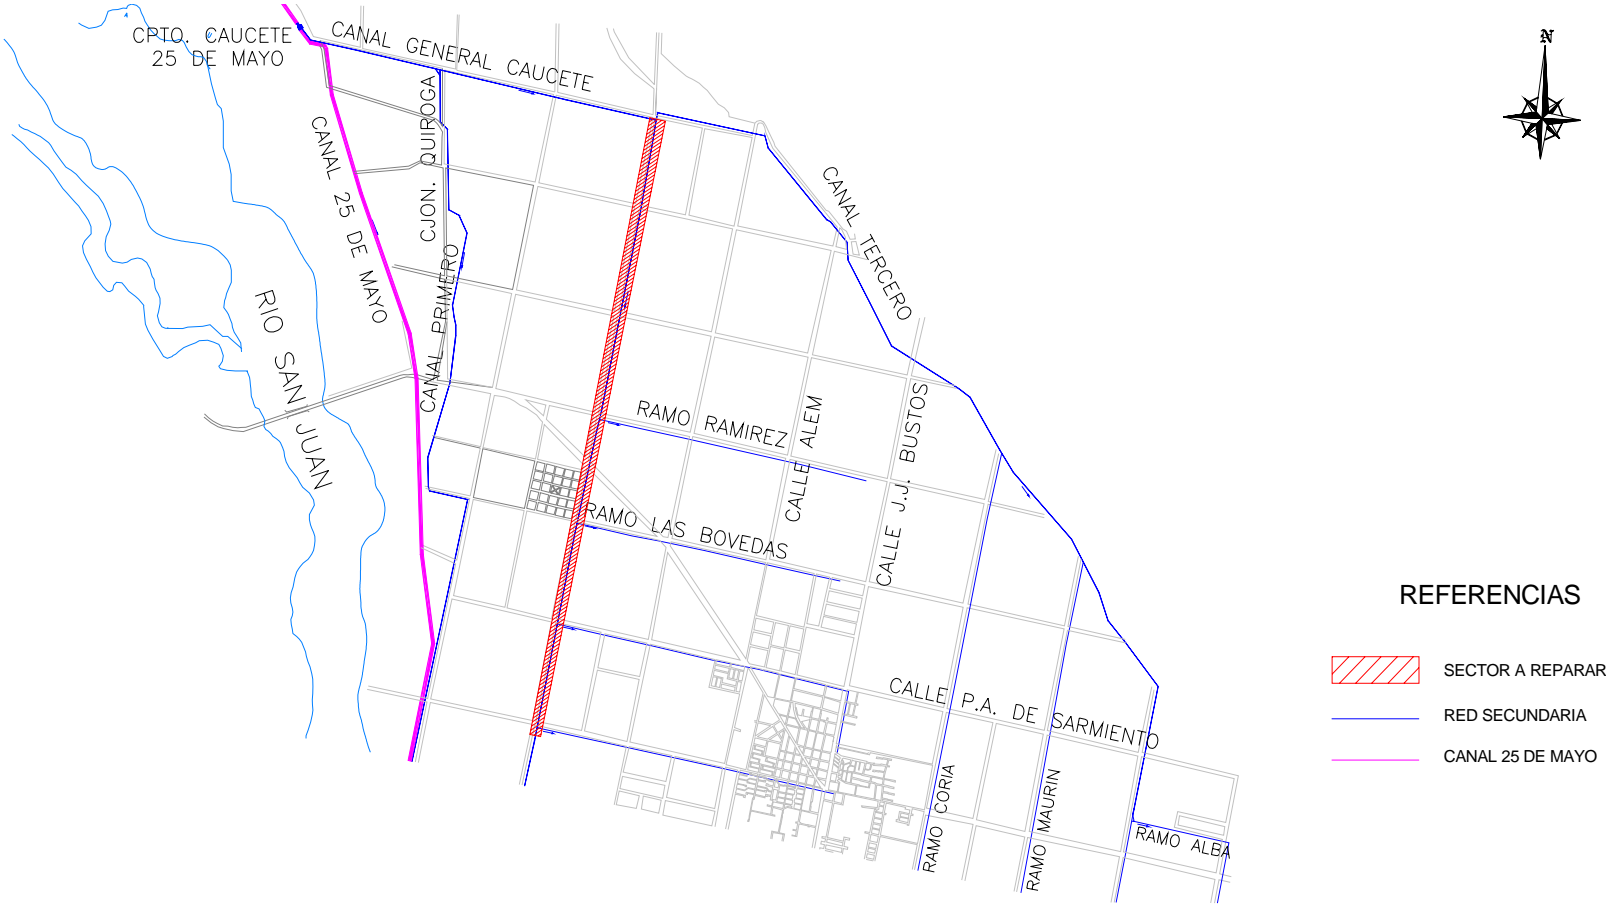 CPTO. CAUCETE
25 DE MAYO
CANAL GENERAL CAUCETE
N
CJON. QUIROGA
CANAL 25 DE MAYO
CANAL TERCERO
CANAL PRIMERO
RIO SAN JUAN
RAMO RAMIREZ
CALLE ALEM
CALLE J.J. BUSTOS
RAMO LAS BOVEDAS
CALLE P.A. DE SARMIENTO
RAMO CORIA
RAMO MAURIN
RAMO ALBA
REFERENCIAS
SECTOR A REPARAR
RED SECUNDARIA
CANAL 25 DE MAYO